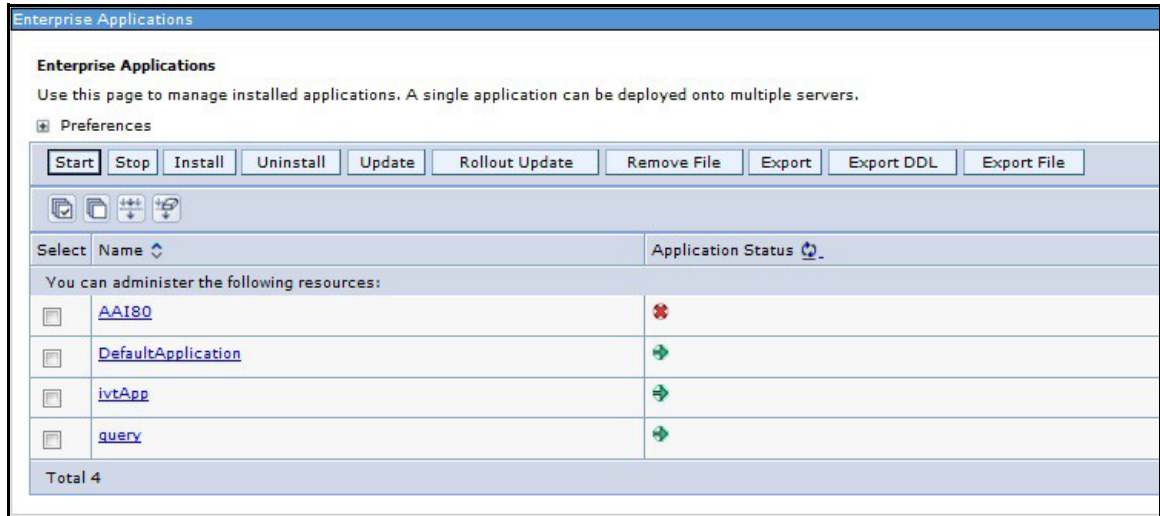 Enterprise Applications
Enterprise Applications
Use this page to manage installed applications. A single application can be deployed onto multiple servers.
Preferences
Start Stop Install Uninstall Update Rollout Update Remove File Export Export DDL Export File
Select Name Application Status
You can administer the following resources:
AAI80
DefaultApplication
ivtApp
query
Total 4